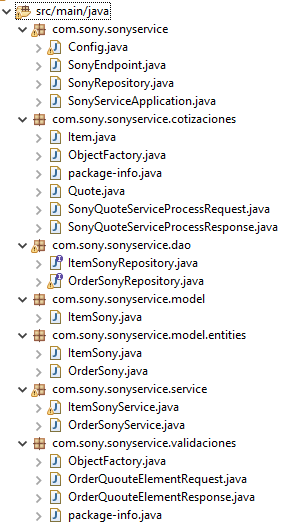 src/main/java
com.sony.sonyservice
Config.java
SonyEndpoint.java
SonyRepository.java
SonyServiceApplication.java
com.sony.sonyservice.cotizaciones
Item.java
ObjectFactory.java
package-info.java
Quote.java
SonyQuoteServiceProcessRequest.java
SonyQuoteServiceProcessResponse.java
com.sony.sonyservice.dao
ItemSonyRepository.java
OrderSonyRepository.java
com.sony.sonyservice.model
ItemSony.java
com.sony.sonyservice.model.entities
ItemSony.java
OrderSony.java
com.sony.sonyservice.service
ItemSonyService.java
OrderSonyService.java
com.sony.sonyservice.validaciones
ObjectFactory.java
OrderQuouteElementRequest.java
OrderQuouteElementResponse.java
package-info.java